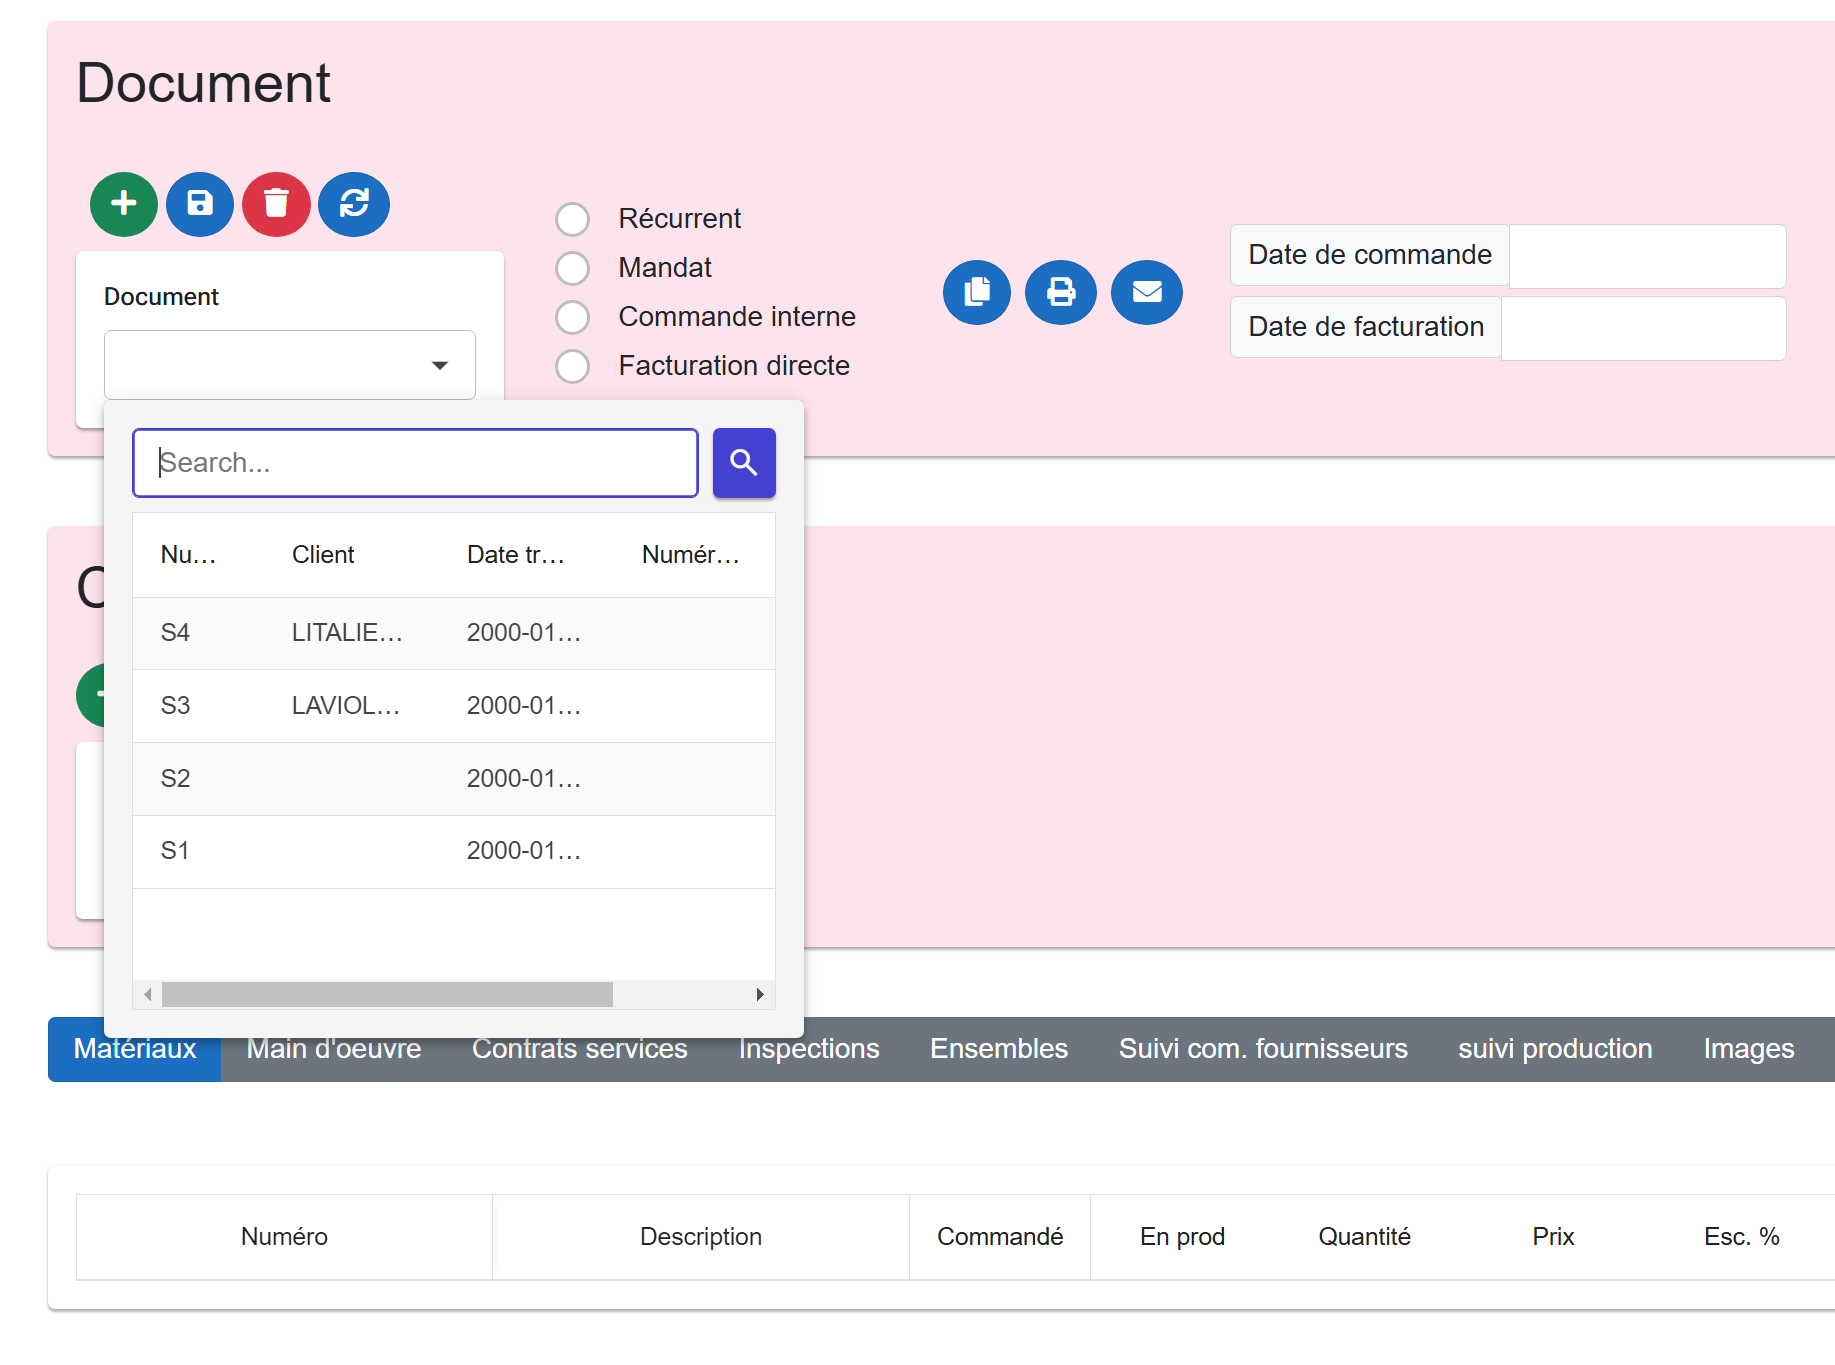 Document
Récurrent
Mandat
Commande interne
Facturation directe
Date de commande
Date de facturation
Document
Search...
Nu... Client Date tr... Numér...
S4 LITALIE... 2000-01...
S3 LAVIOL... 2000-01...
S2 2000-01...
S1 2000-01...
Matériaux Main d'oeuvre Contrats services Inspections Ensembles Suivi com. fournisseurs suivi production Images
Numéro Description Commandé En prod Quantité Prix Esc. %